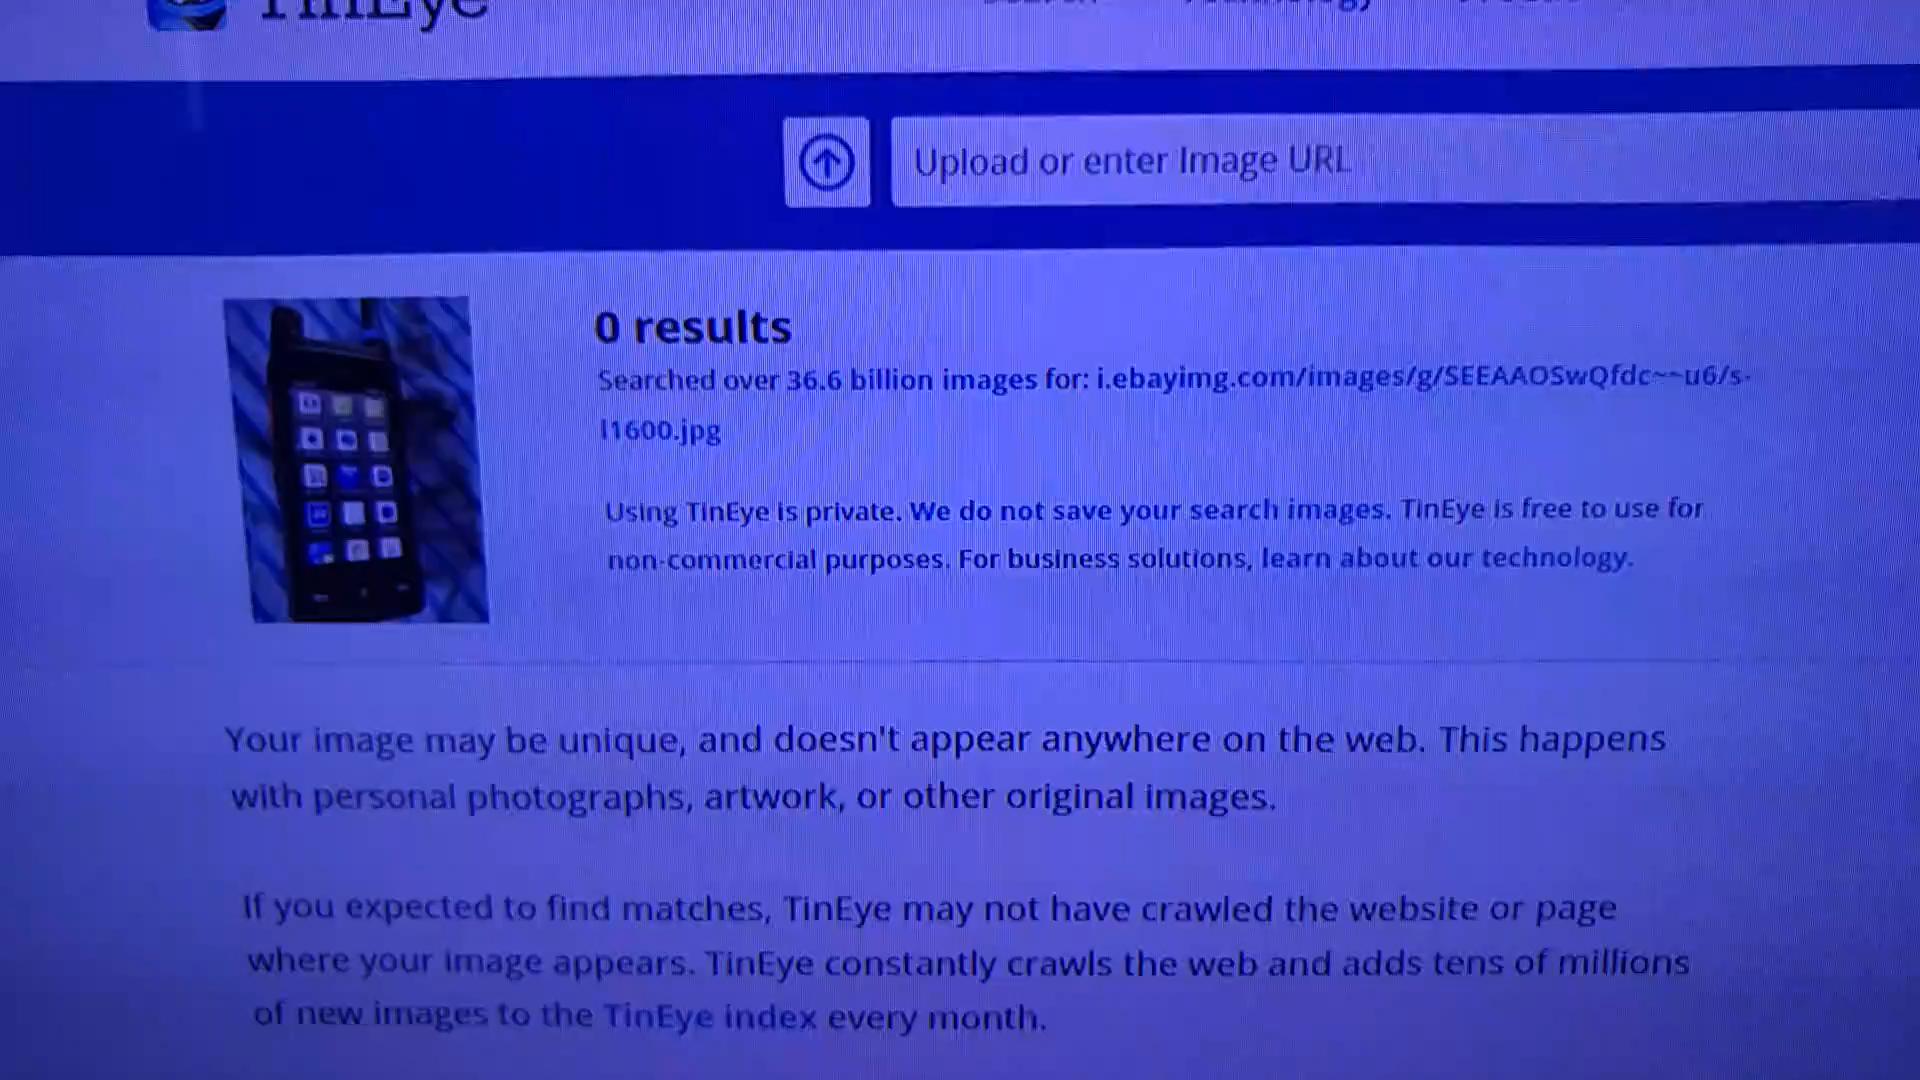 TinEye
Upload or enter Image URL
0 results
Searched over 36.6 billion images for: i.ebayimg.com/images/g/SEEAAOSwQfdc~~u6/s-
l1600.jpg
Using TinEye is private. We do not save your search images. TinEye is free to use for
non-commercial purposes. For business solutions, learn about our technology.
Your image may be unique, and doesn't appear anywhere on the web. This happens
with personal photographs, artwork, or other original images.
If you expected to find matches, TinEye may not have crawled the website or page
where your image appears. TinEye constantly crawls the web and adds tens of millions
of new images to the TinEye index every month.